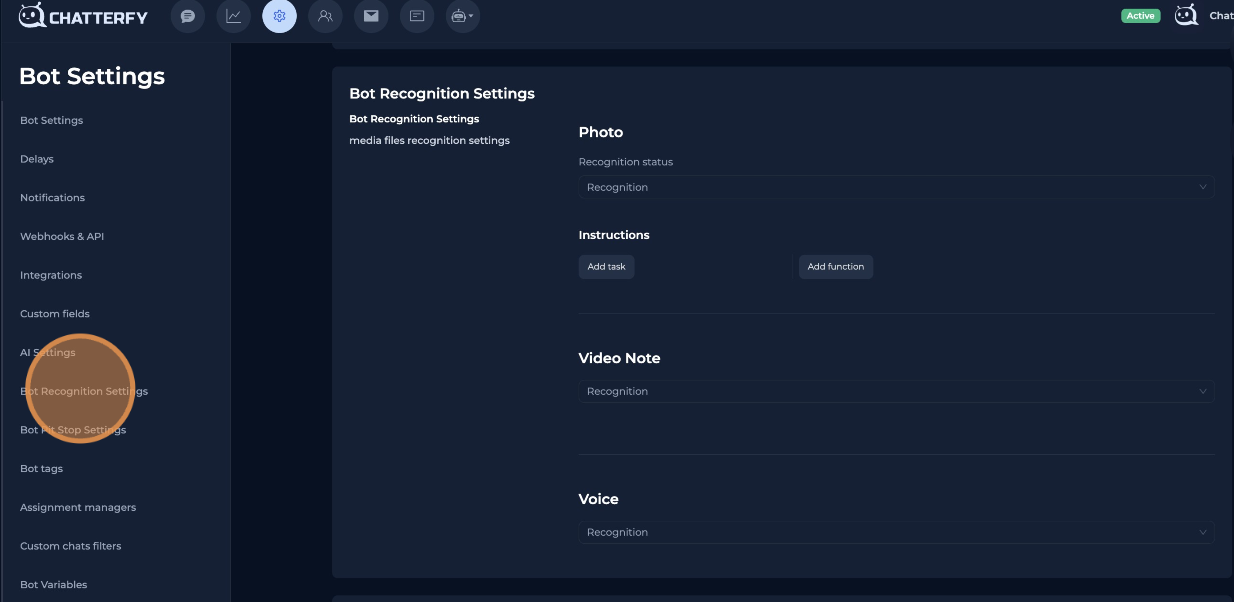 CHATTERFY
Active
Chat
Bot Settings
Bot Settings
Delays
Notifications
Webhooks & API
Integrations
Custom fields
AI Settings
Bot Recognition Settings
Bot Pit Stop Settings
Bot tags
Assignment managers
Custom chats filters
Bot Variables
Bot Recognition Settings
Bot Recognition Settings
media files recognition settings
Photo
Recognition status
Recognition
Instructions
Add task
Add function
Video Note
Recognition
Voice
Recognition